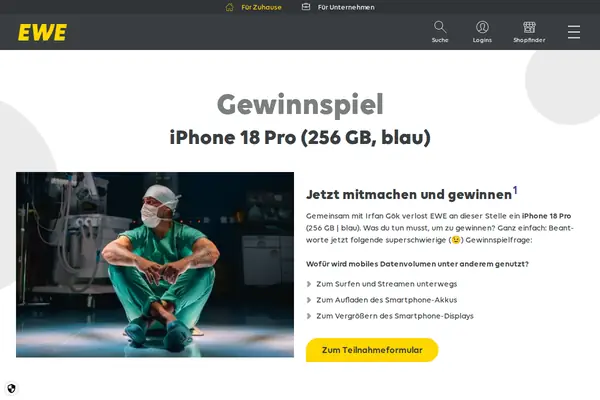 Für Zuhause Für Unternehmen
EWE
Suche Logins Shopfinder
Gewinnspiel
iPhone 18 Pro (256 GB, blau)
Jetzt mitmachen und gewinnen1
Gemeinsam mit Irfan Gök verlost EWE an dieser Stelle ein iPhone 18 Pro
(256 GB | blau). Was du tun musst, um zu gewinnen? Ganz einfach: Beant-
worte jetzt folgende superschwierige (😉) Gewinnspielfrage:
Wofür wird mobiles Datenvolumen unter anderem genutzt?
Zum Surfen und Streamen unterwegs
Zum Aufladen des Smartphone-Akkus
Zum Vergrößern des Smartphone-Displays
Zum Teilnahmeformular